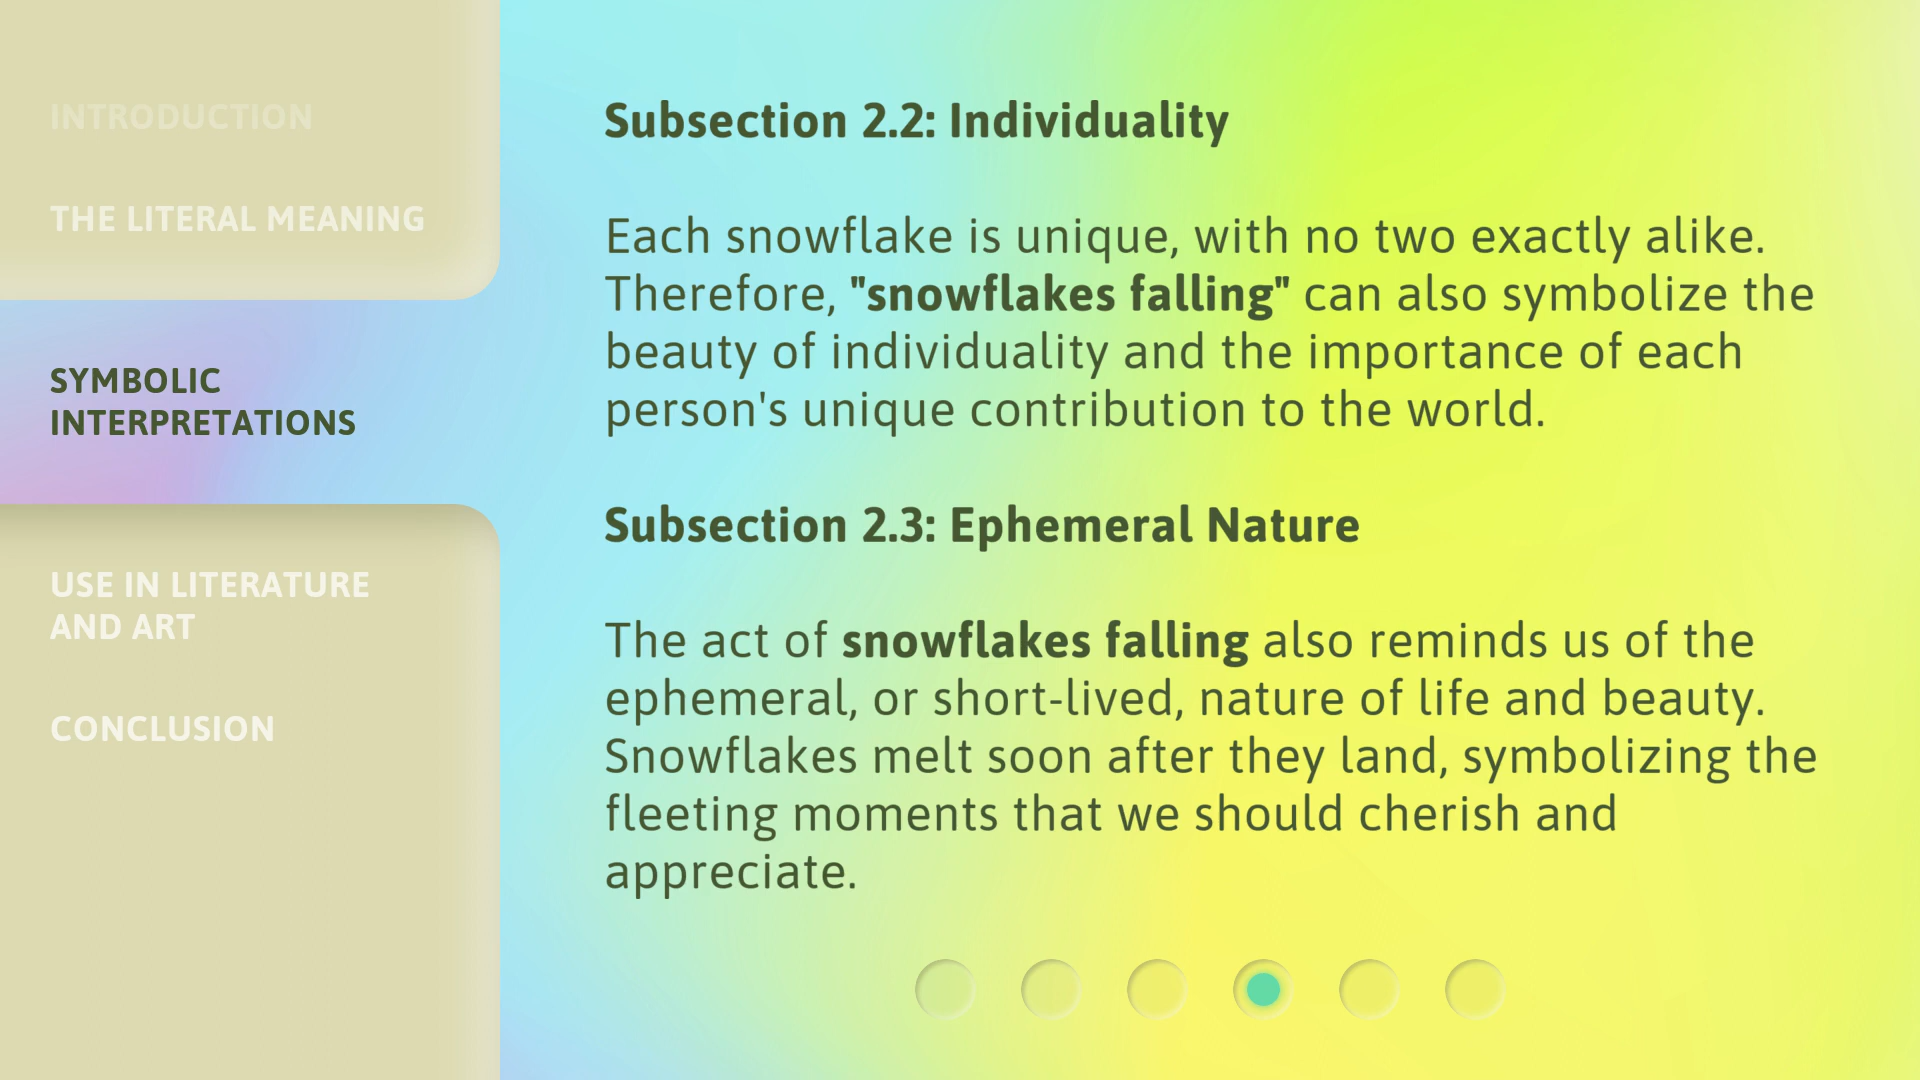 INTRODUCTION
THE LITERAL MEANING
SYMBOLIC
INTERPRETATIONS
USE IN LITERATURE
AND ART
CONCLUSION
Subsection 2.2: Individuality
Each snowflake is unique, with no two exactly alike.
Therefore, "snowflakes falling" can also symbolize the
beauty of individuality and the importance of each
person's unique contribution to the world.
Subsection 2.3: Ephemeral Nature
The act of snowflakes falling also reminds us of the
ephemeral, or short-lived, nature of life and beauty.
Snowflakes melt soon after they land, symbolizing the
fleeting moments that we should cherish and
appreciate.